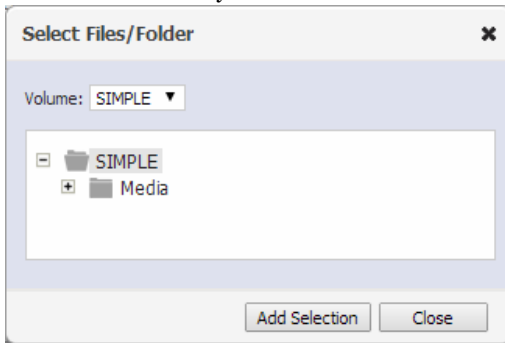 Select Files/Folder
Volume: SIMPLE
SIMPLE
Media
Add Selection Close